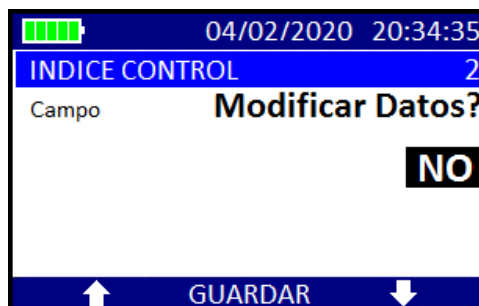 04/02/2020 20:34:35
INDICE CONTROL 2
Campo Modificar Datos?
NO
GUARDAR